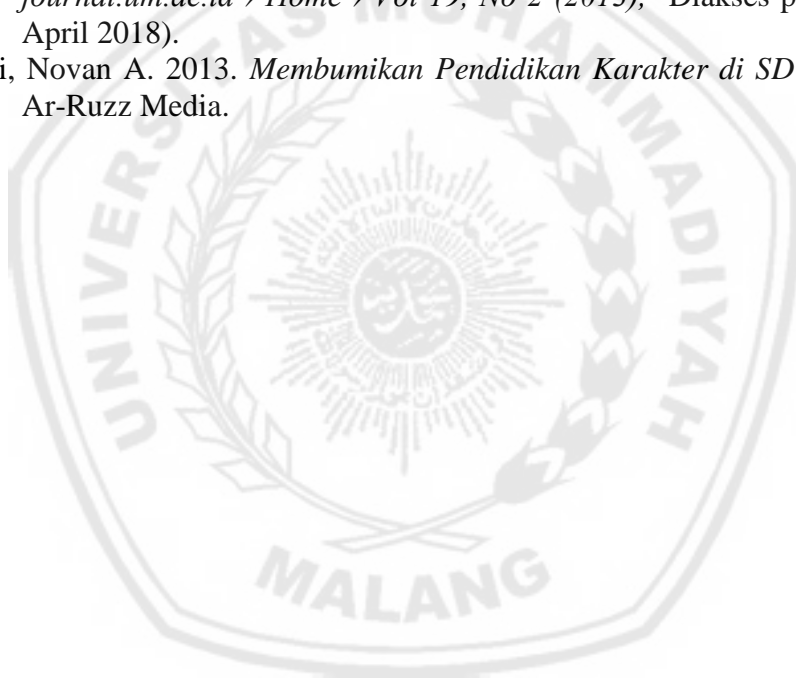 journal.um.ac.id › Home › Vol 19, No 2 (2013), Diakses p
April 2018).
i, Novan A. 2013. Membumikan Pendidikan Karakter di SD
Ar-Ruzz Media.
UNIVERSITAS MUHAMMADIYAH
MALANG